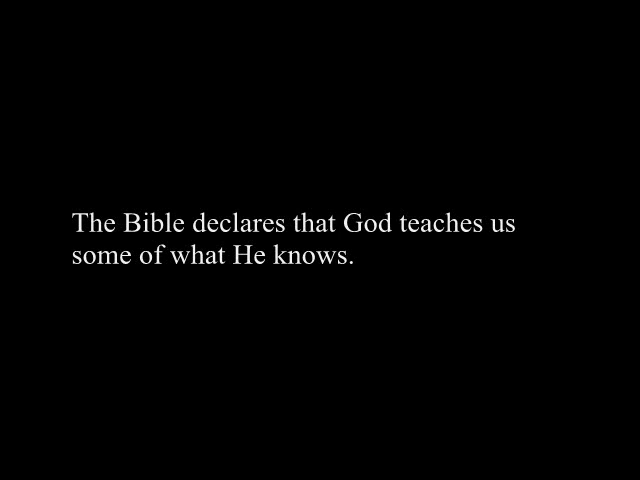 The Bible declares that God teaches us
some of what He knows.